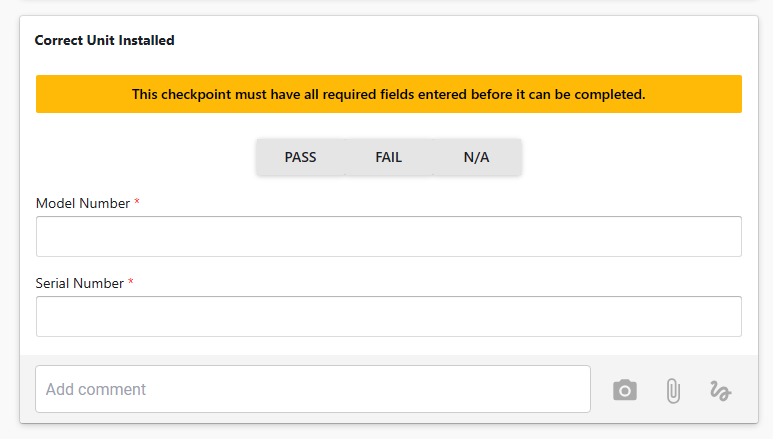 Correct Unit Installed
This checkpoint must have all required fields entered before it can be completed.
PASS FAIL N/A
Model Number *
Serial Number *
Add comment